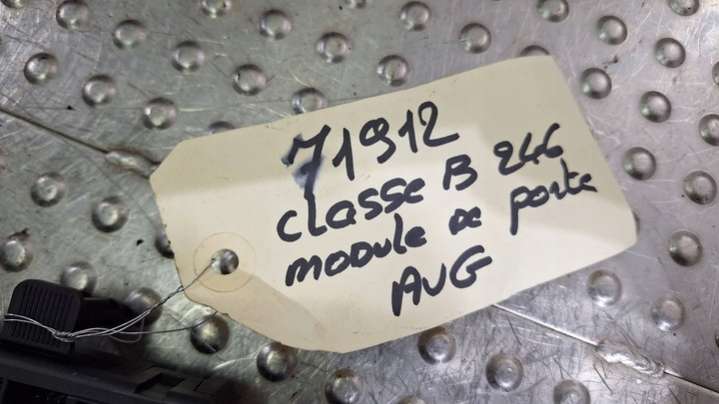 71912
classe B 246
module de porte
AVG